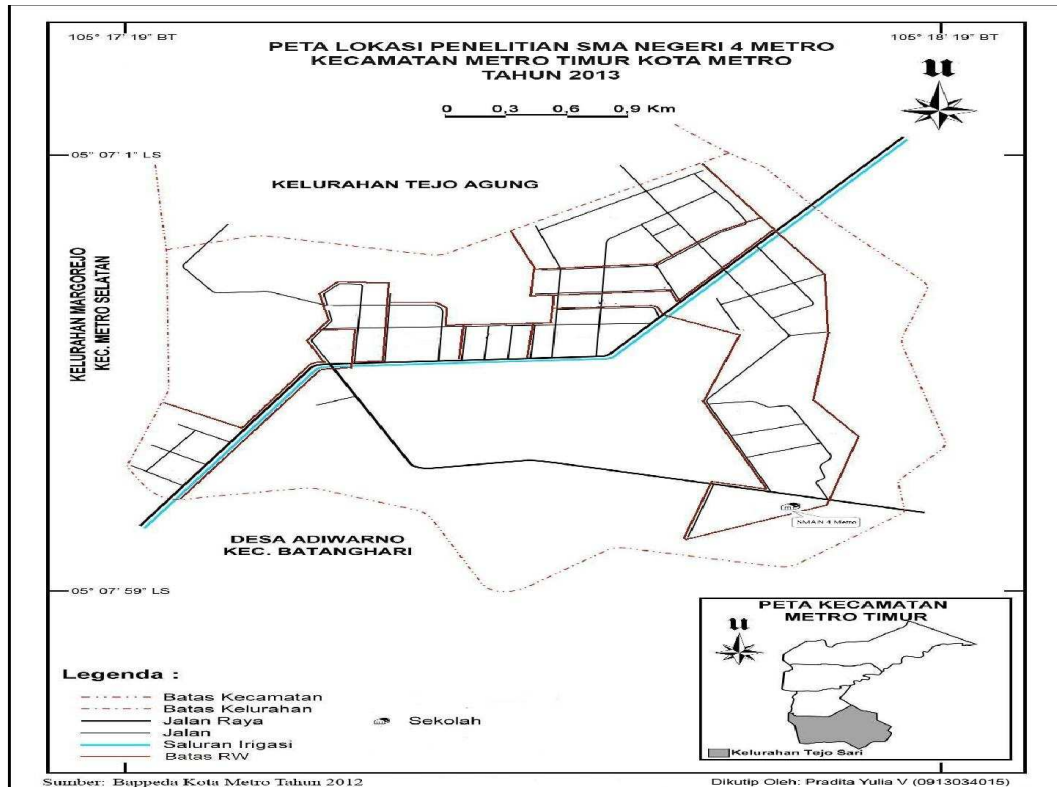 105° 17' 19" BT
105° 18' 19" BT
PETA LOKASI PENELITIAN SMA NEGERI 4 METRO
KECAMATAN METRO TIMUR KOTA METRO
TAHUN 2013
u
0 0,3 0,6 0,9 Km
05° 07' 1" LS
KELURAHAN TEJO AGUNG
KELURAHAN MARGOREJO
KEC. METRO SELATAN
SMA N 4 Metro
DESA ADIWARNO
KEC. BATANGHARI
05° 07' 59" LS
PETA KECAMATAN
METRO TIMUR
u
Kelurahan Tejo Sari
Legenda :
Batas Kecamatan
Batas Kelurahan
Jalan Raya
Jalan
Saluran Irigasi
Batas RW
Sekolah
Sumber: Bappeda Kota Metro Tahun 2012
Dikutip Oleh: Pradita Yulia V (0913034015)